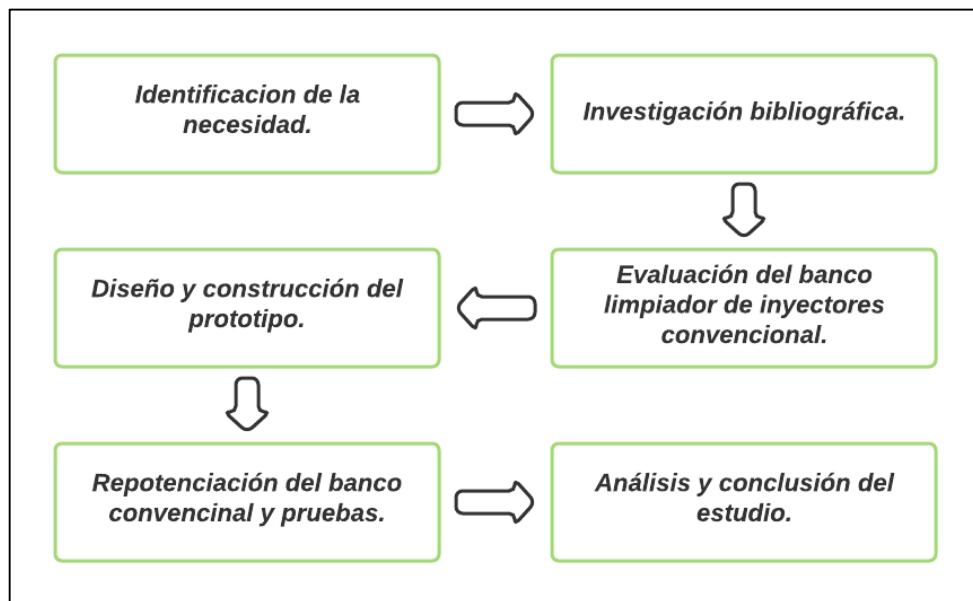 Identificacion de la
necesidad.
Investigación bibliográfica.
Evaluación del banco
limpiador de inyectores
convencional.
Diseño y construcción del
prototipo.
Repotenciación del banco
convencinal y pruebas.
Análisis y conclusión del
estudio.